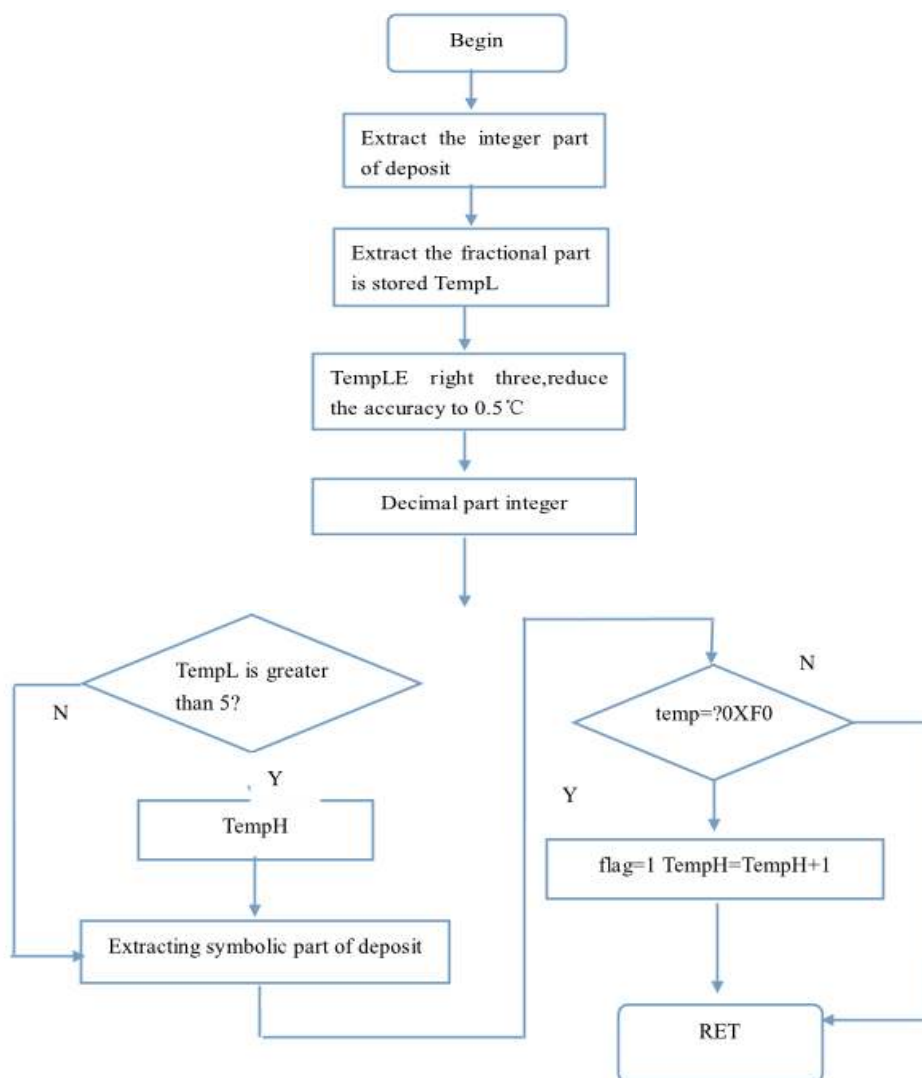 Begin
Extract the integer part
of deposit
Extract the fractional part
is stored TempL
TempLE right three,reduce
the accuracy to 0.5℃
Decimal part integer
TempL is greater
than 5?
N
Y
TempH
Extracting symbolic part of deposit
N
temp=?0XF0
Y
flag=1 TempH=TempH+1
RET